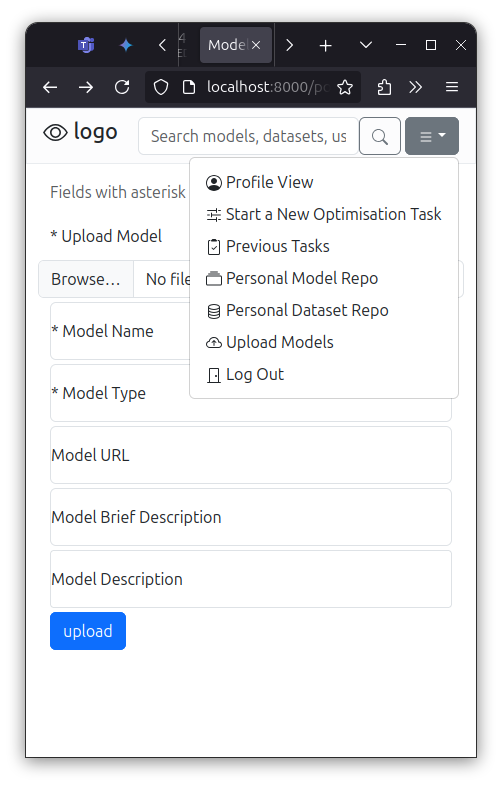 Model
localhost:8000/po
logo
Search models, datasets, us
Fields with asterisk
Profile View
Start a New Optimisation Task
Previous Tasks
Personal Model Repo
Personal Dataset Repo
Upload Models
Log Out
* Upload Model
Browse... No file
* Model Name
* Model Type
Model URL
Model Brief Description
Model Description
upload